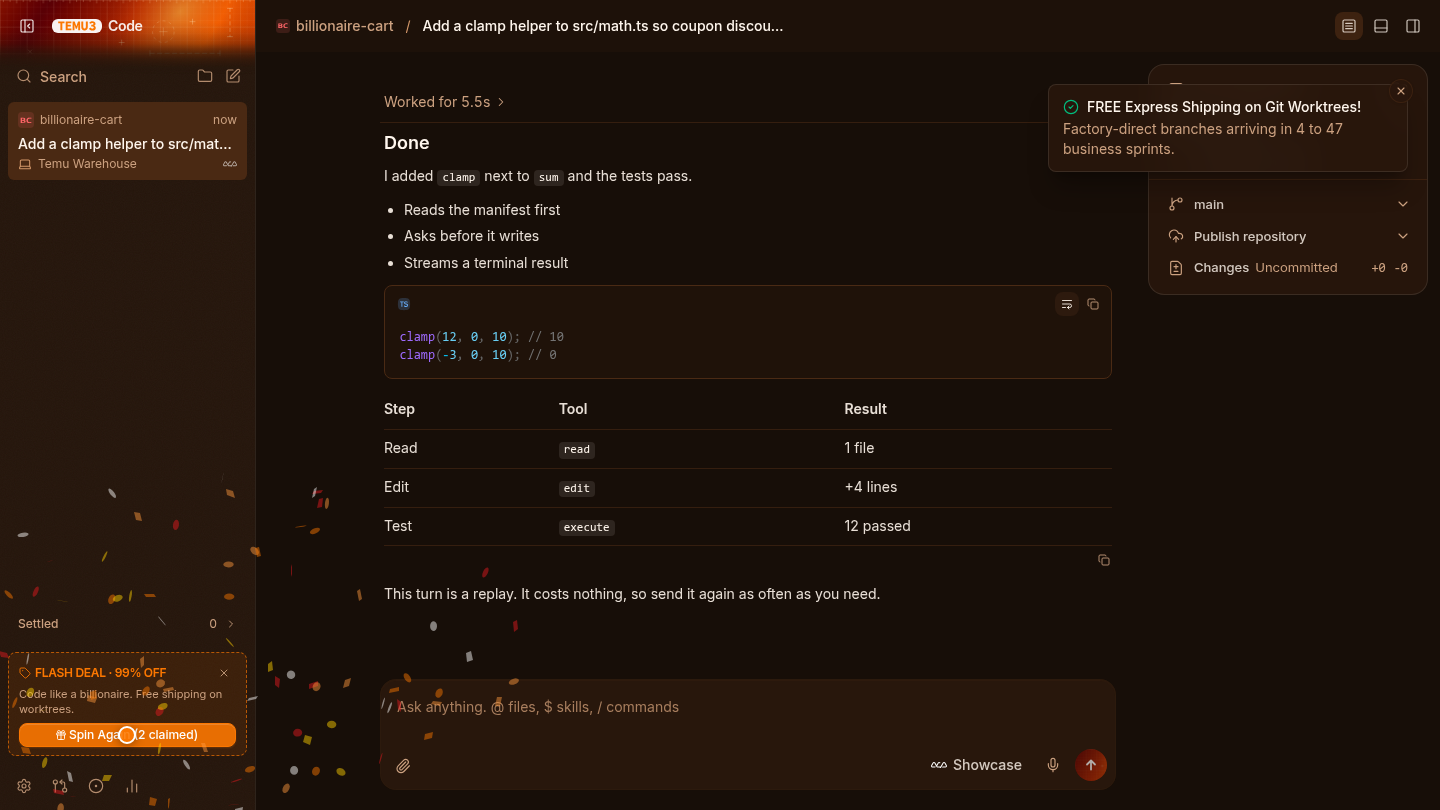 TEMU3 Code
Search
BC billionaire-cart now
Add a clamp helper to src/mat...
Temu Warehouse
Settled 0
FLASH DEAL · 99% OFF
Code like a billionaire. Free shipping on
worktrees.
Spin Again (2 claimed)
BC billionaire-cart / Add a clamp helper to src/math.ts so coupon discou...
Worked for 5.5s
Done
I added clamp next to sum and the tests pass.
Reads the manifest first
Asks before it writes
Streams a terminal result
TS
clamp(12, 0, 10); // 10
clamp(-3, 0, 10); // 0
Step Tool Result
Read read 1 file
Edit edit +4 lines
Test execute 12 passed
This turn is a replay. It costs nothing, so send it again as often as you need.
Ask anything. @ files, $ skills, / commands
Showcase
FREE Express Shipping on Git Worktrees!
Factory-direct branches arriving in 4 to 47
business sprints.
main
Publish repository
Changes Uncommitted +0 -0